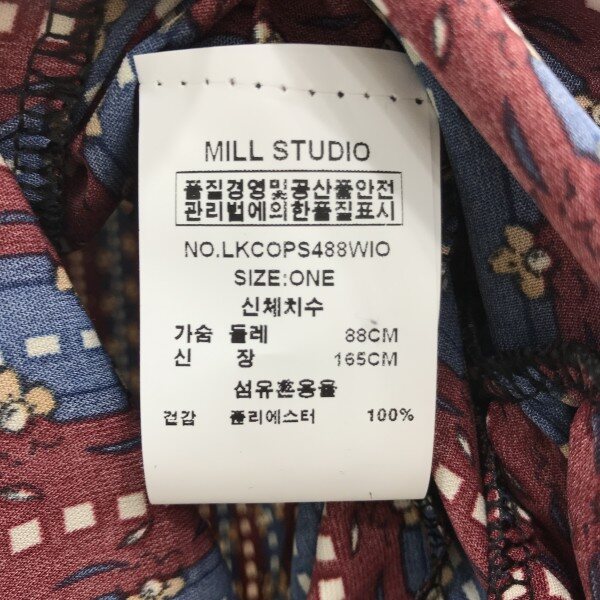 MILL STUDIO
품질경영및공산품안전
관리법에의한품질표시
NO.LKCOPS488WIO
SIZE:ONE
신체치수
가슴 둘레 88CM
신 장 165CM
섬유혼용율
겉감 폴리에스터 100%